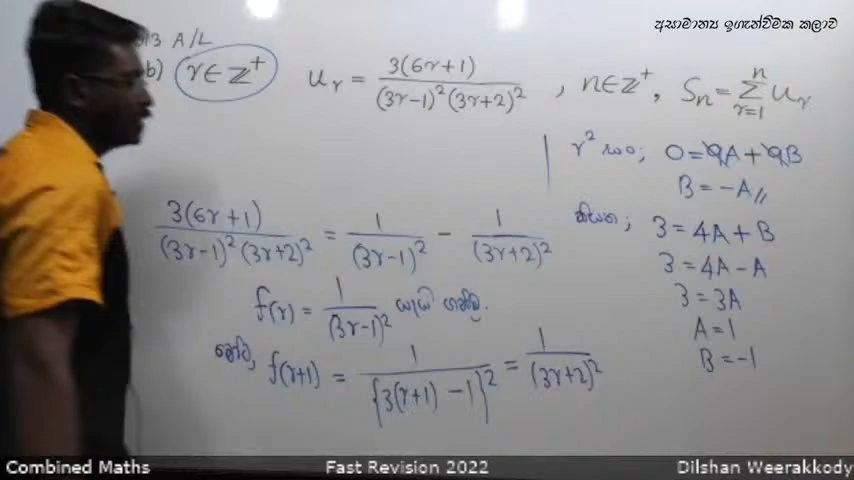 අසාමාන්‍ය ඉගැන්වීමක කලාව
13 A/L
b) r∈ℤ⁺ u_r = 3(6r+1) / (3r-1)²(3r+2)² , n∈ℤ⁺, S_n = Σ_{r=1}^{n} u_r
r² ; 0 = 9A + 9B
B = -A //
3(6r+1) / (3r-1)²(3r+2)² = 1 / (3r-1)² - 1 / (3r+2)²
නියත ; 3 = 4A + B
3 = 4A - A
3 = 3A
A = 1
B = -1
f(r) = 1 / (3r-1)² යැයි ගනිමු.
f(r+1) = 1 / {3(r+1) - 1}² = 1 / (3r+2)²
Combined Maths Fast Revision 2022 Dilshan Weerakkody